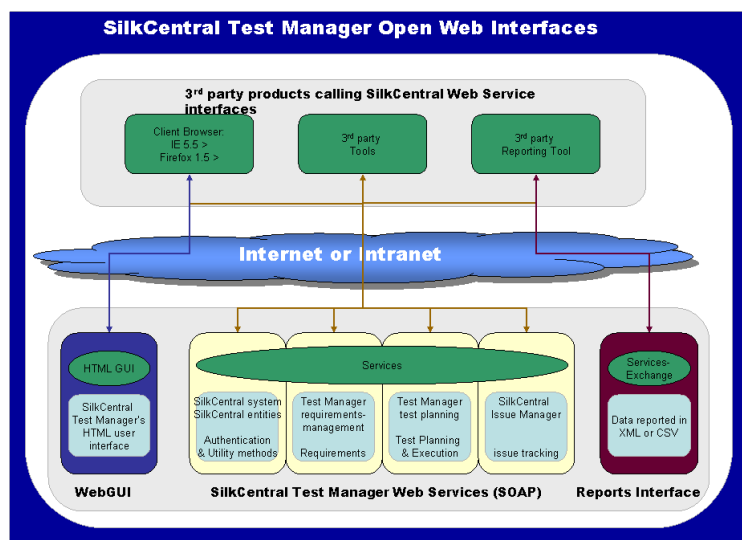 SilkCentral Test Manager Open Web Interfaces
3rd party products calling SilkCentral Web Service
interfaces
Client Browser:
IE 5.5 >
Firefox 1.5 >
3rd party
Tools
3rd party
Reporting Tool
Internet or Intranet
HTML GUI
SilkCentral
Test Manager's
HTML user
interface
WebGUI
Services
SilkCentral system
SilkCentral entities
Authentication
& Utility methods
Test Manager
requirements-
management
Requirements
Test Manager
test planning
Test Planning
& Execution
SilkCentral
Issue Manager
issue tracking
SilkCentral Test Manager Web Services (SOAP)
Services-
Exchange
Data reported in
XML or CSV
Reports Interface